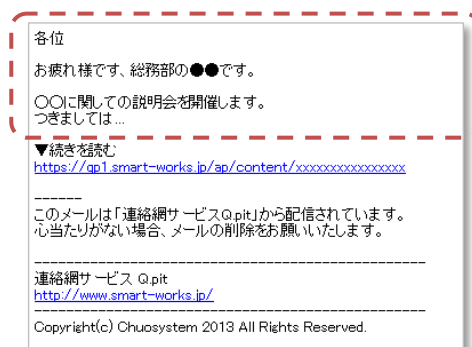 各位
お疲れ様です、総務部の●●です。
〇〇に関しての説明会を開催します。
つきましては...
▼続きを読む
https://qp1.smart-works.jp/ap/content/xxxxxxxxxxxxxxxx
------
このメールは「連絡網サービスQ.pit」から配信されています。
心当たりがない場合、メールの削除をお願いいたします。
--------------------------------------------------
連絡網サービス Q.pit
http://www.smart-works.jp/
--------------------------------------------------
Copyright(c) Chuosystem 2013 All Rights Reserved.